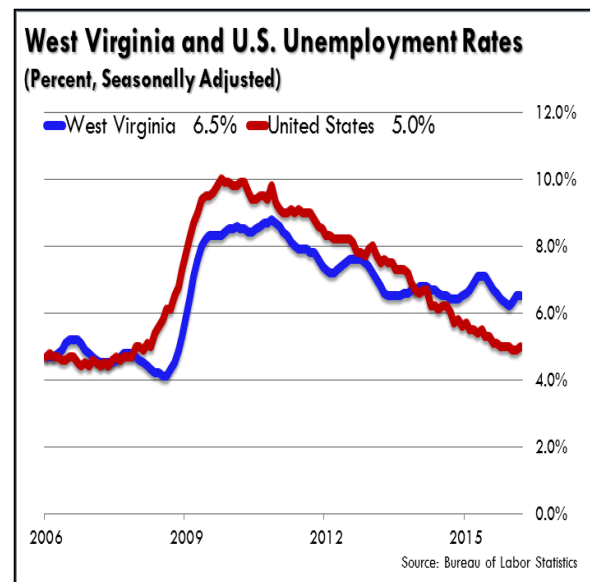 West Virginia and U.S. Unemployment Rates
(Percent, Seasonally Adjusted)
12.0%
West Virginia 6.5% United States 5.0%
10.0%
8.0%
6.0%
4.0%
2.0%
0.0%
2006 2009 2012 2015
Source: Bureau of Labor Statistics